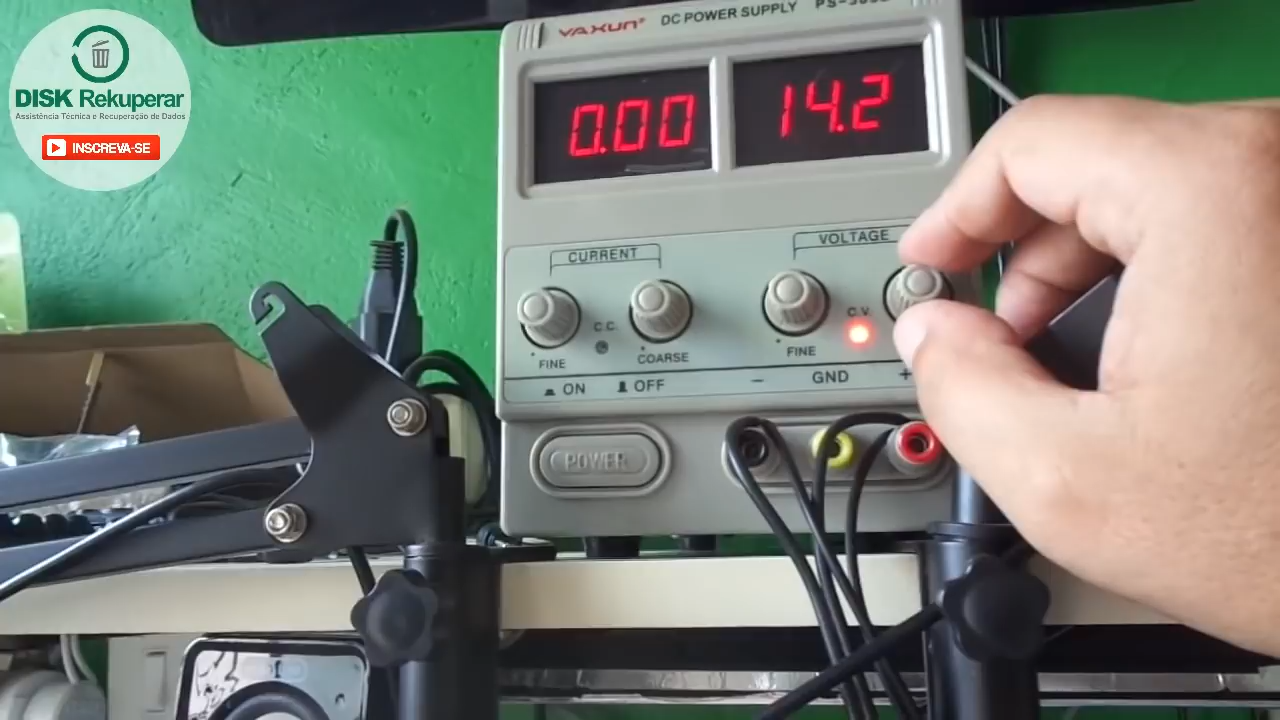 DISK Rekuperar
Assistência Técnica e Recuperação de Dados
INSCREVA-SE
YAXUN® DC POWER SUPPLY
0.00 14.2
CURRENT VOLTAGE
C.C. C.V.
FINE COARSE FINE
ON OFF − GND +
POWER